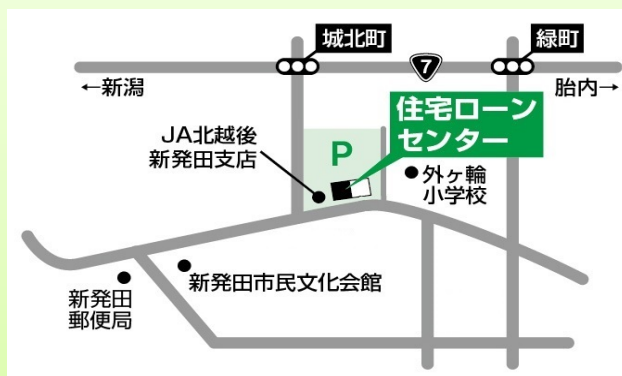 城北町
緑町
7
←新潟
胎内→
住宅ローン
センター
JA北越後
新発田支店
P
外ヶ輪
小学校
新発田市民文化会館
新発田
郵便局